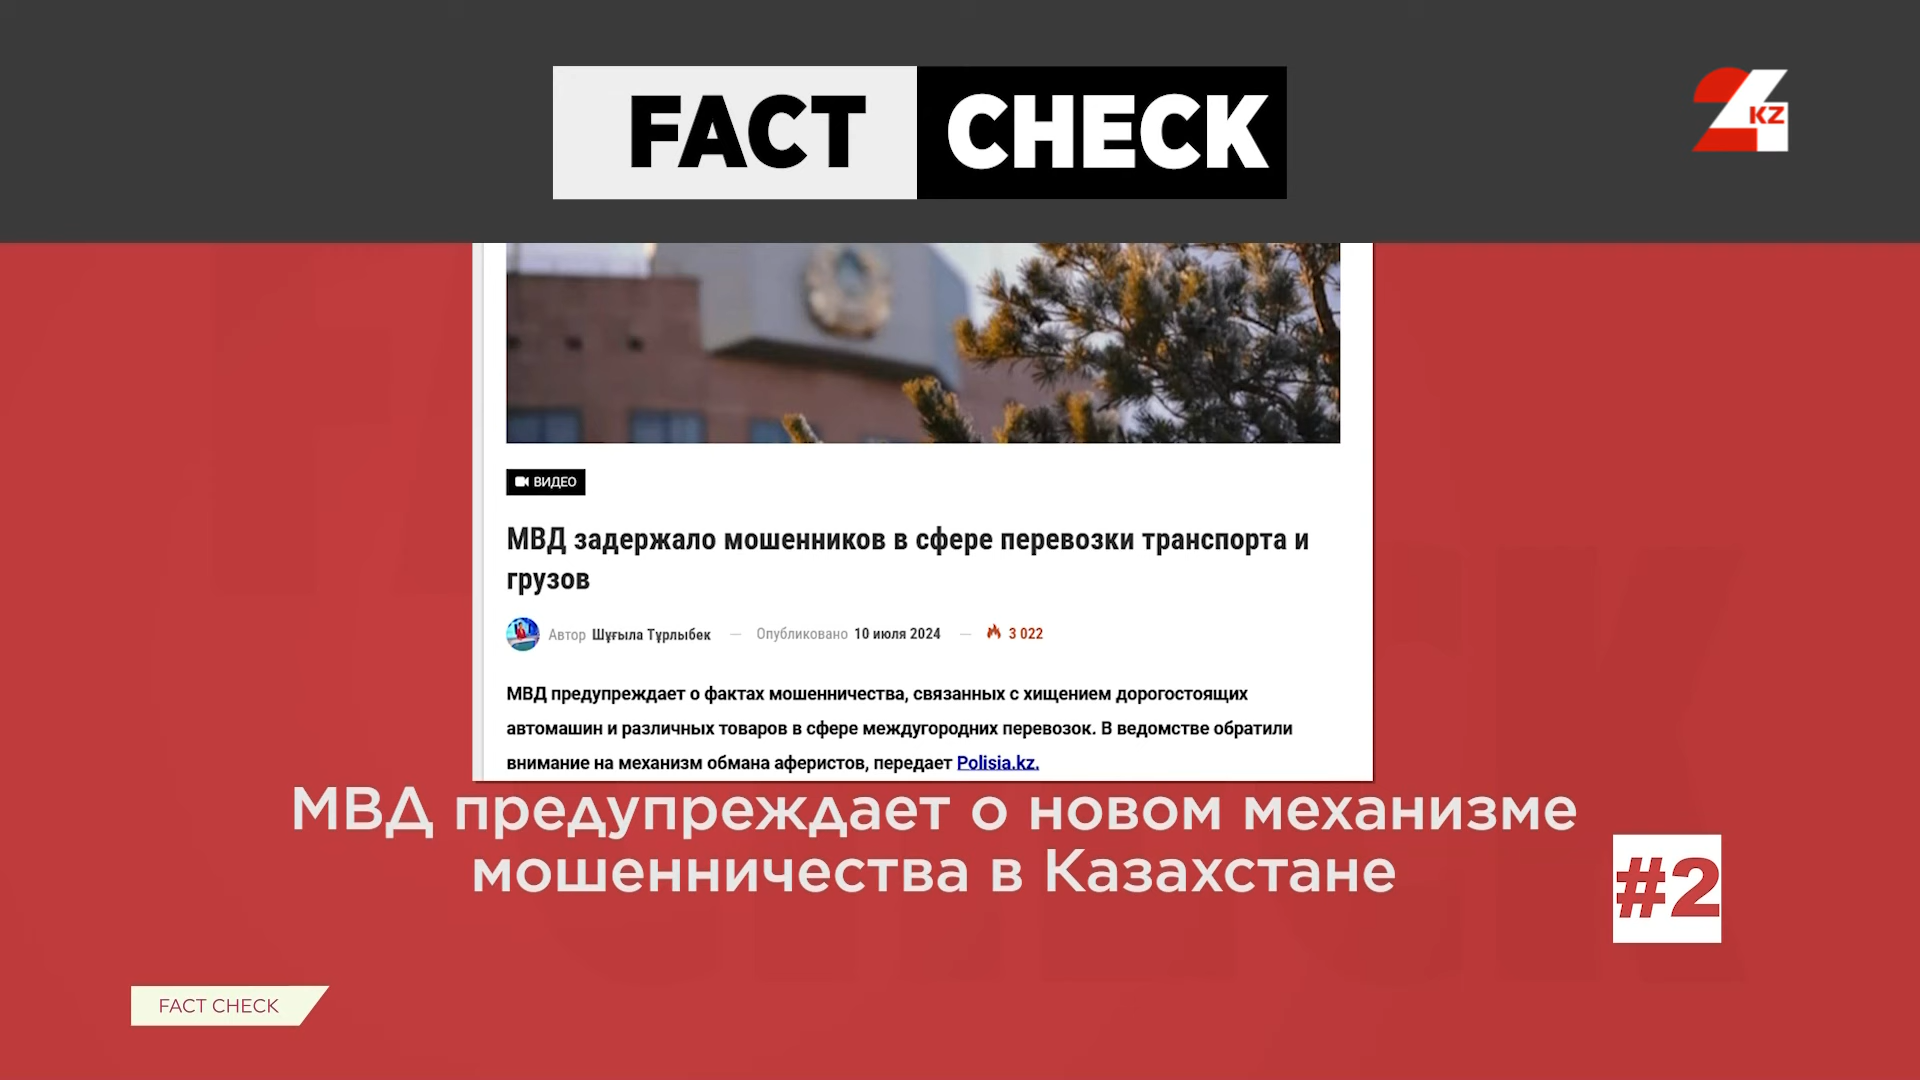 FACT CHECK
24 KZ
ВИДЕО
МВД задержало мошенников в сфере перевозки транспорта и
грузов
Автор Шұғыла Тұрлыбек — Опубликовано 10 июля 2024 — 3 022
МВД предупреждает о фактах мошенничества, связанных с хищением дорогостоящих
автомашин и различных товаров в сфере междугородних перевозок. В ведомстве обратили
внимание на механизм обмана аферистов, передает Polisia.kz.
МВД предупреждает о новом механизме
мошенничества в Казахстане
#2
FACT CHECK